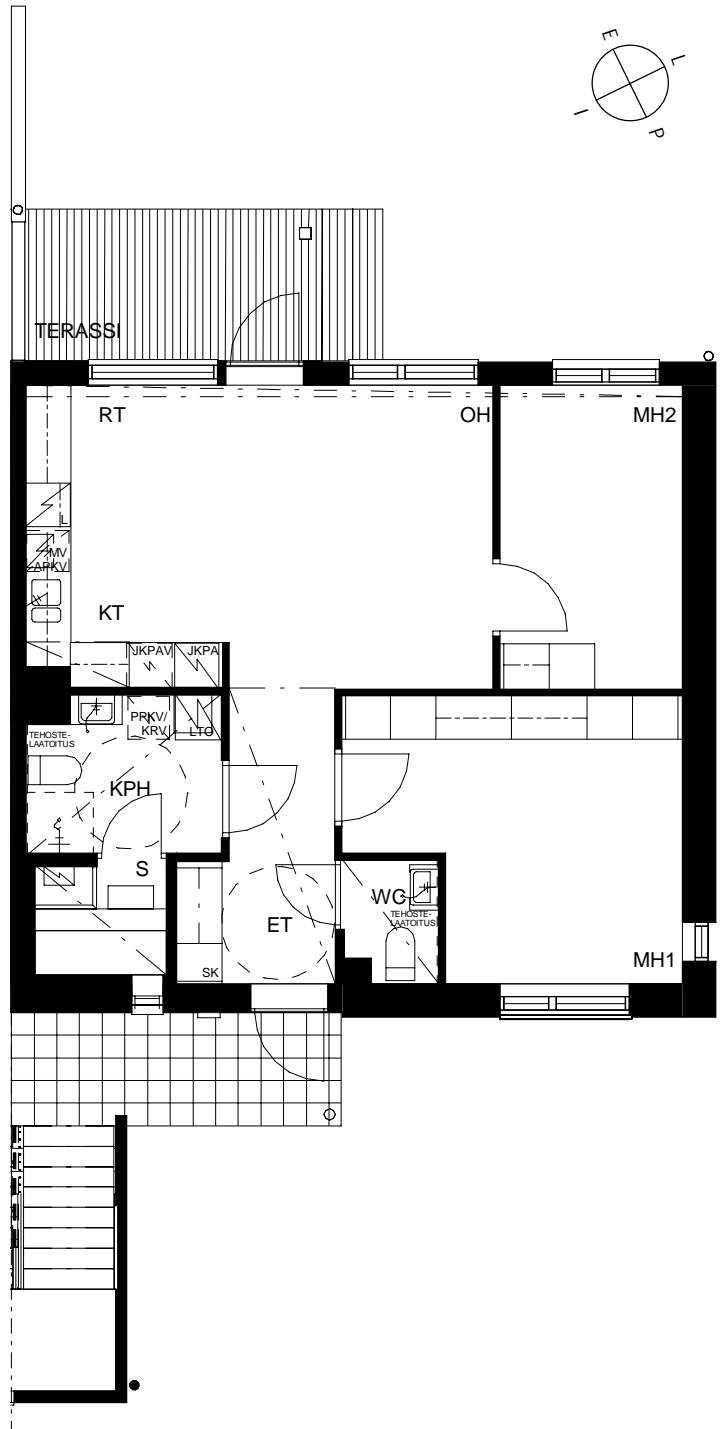 E
L
I
P
TERASSI
RT
OH
MH2
L
MV
APKV
KT
JKPAV
JKPA
PRKV/
KRV
LTO
TEHOSTE-
LAATOITUS
KPH
S
WC
TEHOSTE-
LAATOITUS
ET
SK
MH1